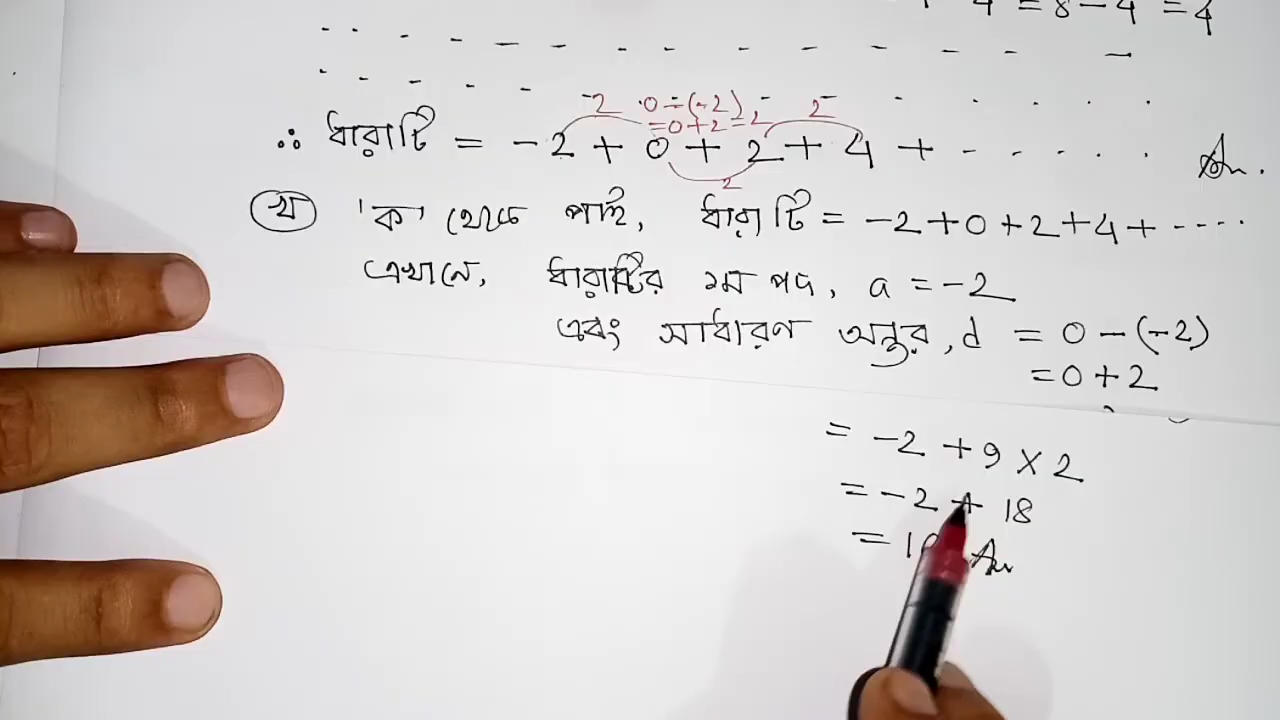 4 = 8 - 4 = 4
-2 0-(-2), 2
=0+2=2
∴ ধারাটি = -2 + 0 + 2 + 4 + - - - - - Ans.
2
(খ) 'ক' হতে পাই, ধারাটি = -2+0+2+4+----
এখানে, ধারাটির ১ম পদ, a = -2
এবং সাধারণ অন্তর, d = 0-(-2)
=0+2
= -2 + 9 × 2
= -2 + 18
Ans